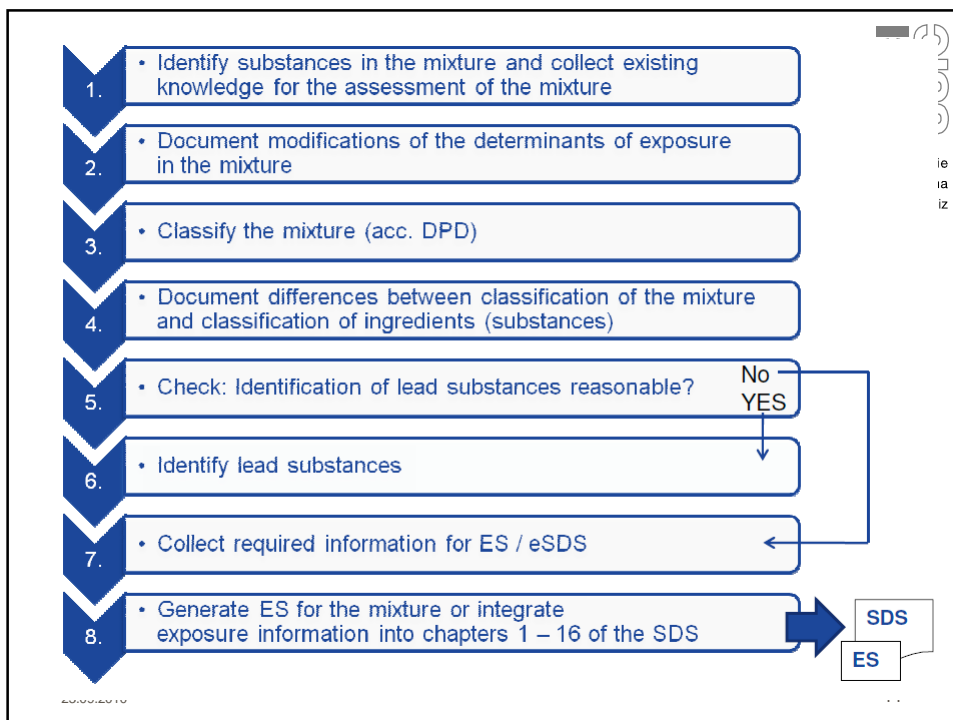 1.
• Identify substances in the mixture and collect existing
knowledge for the assessment of the mixture
2.
• Document modifications of the determinants of exposure
in the mixture
3.
• Classify the mixture (acc. DPD)
4.
• Document differences between classification of the mixture
and classification of ingredients (substances)
5.
• Check: Identification of lead substances reasonable?
No
YES
6.
• Identify lead substances
7.
• Collect required information for ES / eSDS
8.
• Generate ES for the mixture or integrate
exposure information into chapters 1 – 16 of the SDS
SDS
ES